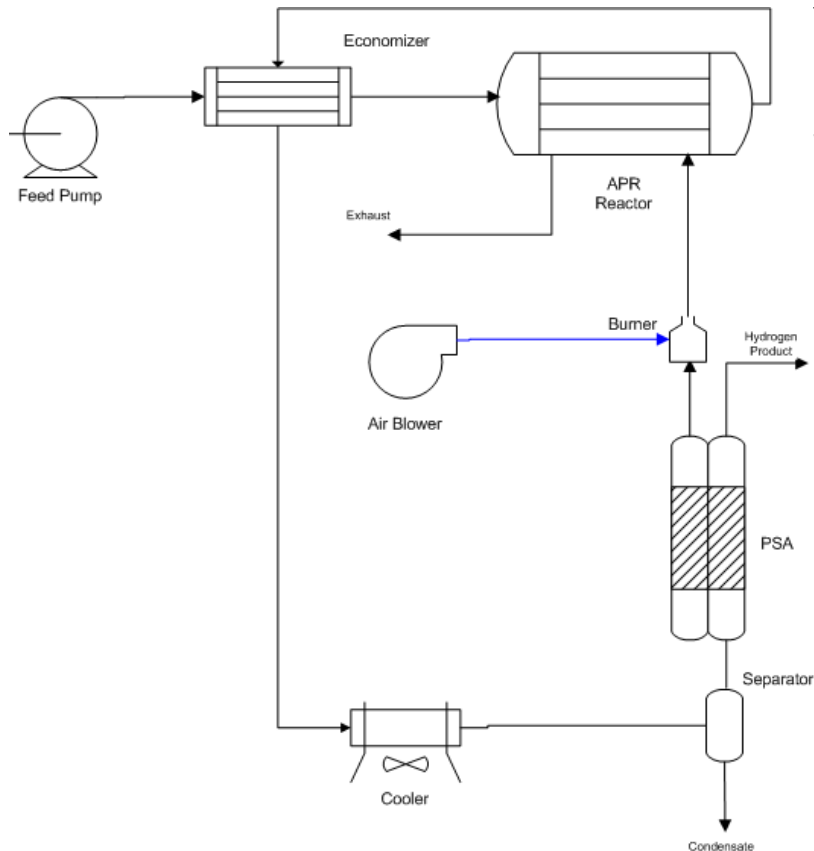 Economizer
Feed Pump
APR
Reactor
Exhaust
Burner
Hydrogen
Product
Air Blower
PSA
Separator
Cooler
Condensate